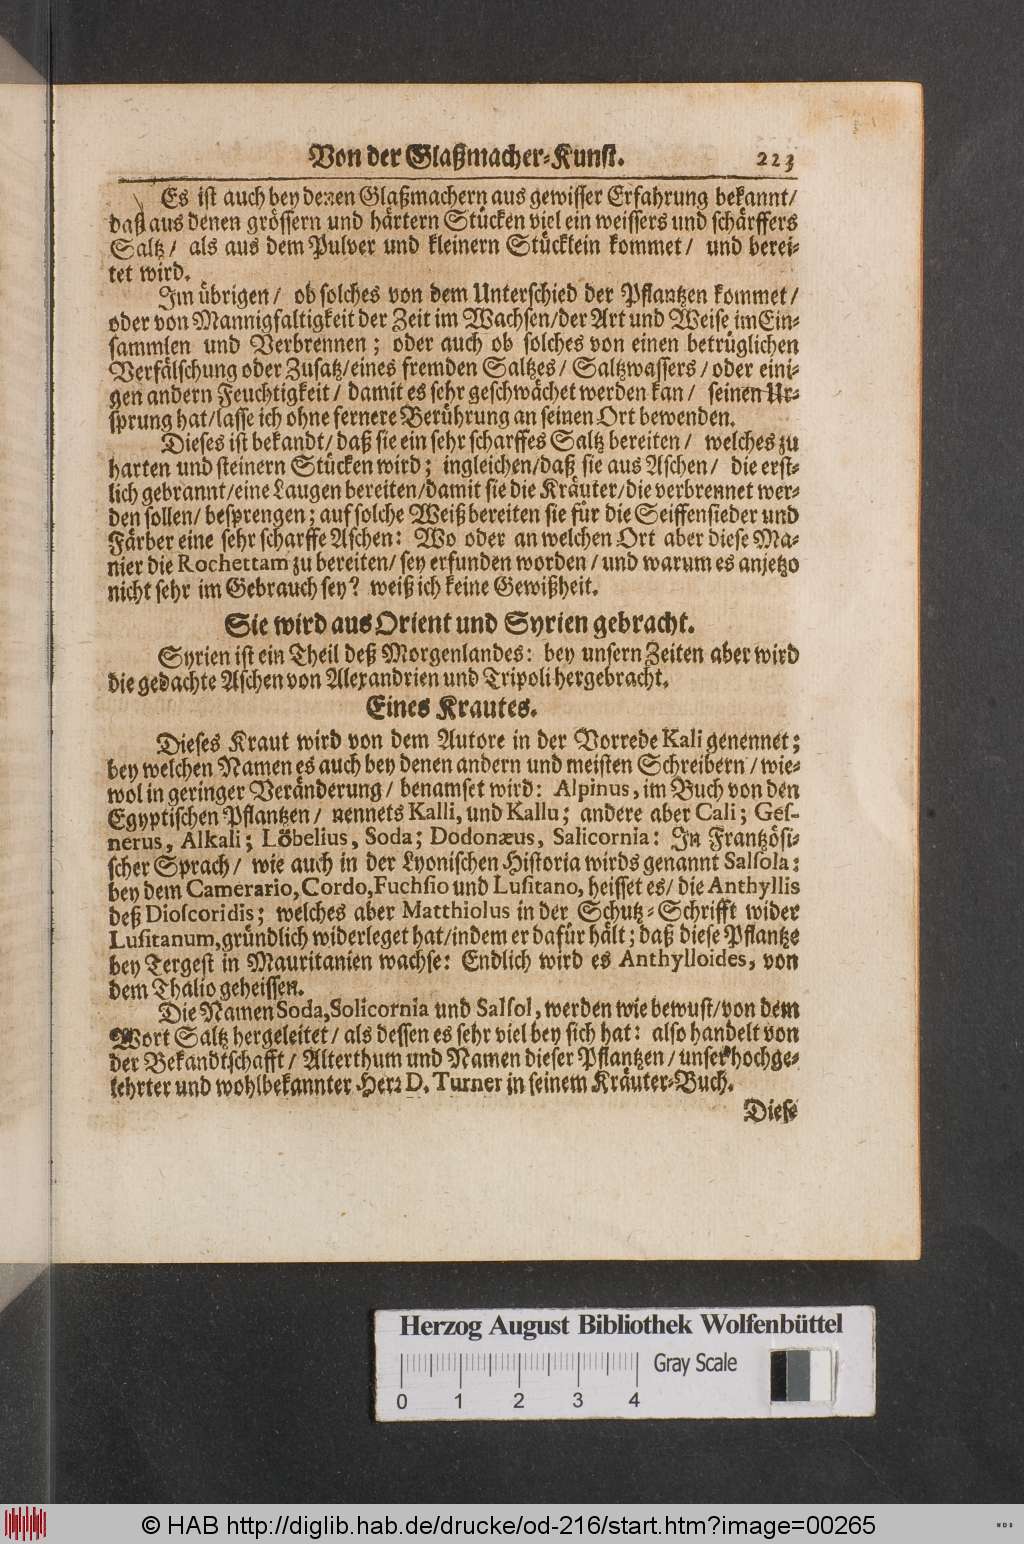 Von der Glaßmacher-Kunst. 223
Es ist auch bey denen Glaßmachern aus gewisser Erfahrung bekannt/
daß aus denen grössern und härtern Stücken viel ein weissers und schärffers
Saltz/ als aus dem Pulver und kleinern Stücklein kommet/ und berei-
tet wird.
Im übrigen/ ob solches von dem Unterschied der Pflantzen kommet/
oder von Mannigfaltigkeit der Zeit im Wachsen/der Art und Weise im Ein-
sammlen und Verbrennen; oder auch ob solches von einen betrüglichen
Verfälschung oder Zusatz/eines fremden Saltzes/ Saltzwassers/ oder eini-
gen andern Feuchtigkeit/ damit es sehr geschwächet werden kan/ seinen Ur-
sprung hat/lasse ich ohne fernere Berührung an seinen Ort bewenden.
Dieses ist bekandt/ daß sie ein sehr scharffes Saltz bereiten/ welches zu
harten und steinern Stücken wird; ingleichen/daß sie aus Aschen/ die erst-
lich gebrannt/eine Laugen bereiten/damit sie die Kräuter/die verbrennet wer-
den sollen/ besprengen; auf solche Weiß bereiten sie für die Seiffensieder und
Färber eine sehr scharffe Aschen: Wo oder an welchen Ort aber diese Ma-
nier die Rochettam zu bereiten/ sey erfunden worden/ und warum es anjetzo
nicht sehr im Gebrauch sey? weiß ich keine Gewißheit.
Sie wird aus Orient und Syrien gebracht.
Syrien ist ein Theil deß Morgenlandes: bey unsern Zeiten aber wird
die gedachte Aschen von Alexandrien und Tripoli hergebracht.
Eines Krautes.
Dieses Kraut wird von dem Autore in der Vorrede Kali genennet;
bey welchen Namen es auch bey denen andern und meisten Schreibern/ wie-
wol in geringer Veränderung/ benamset wird: Alpinus, im Buch von den
Egyptischen Pflantzen/ nennets Kalli, und Kallu; andere aber Cali; Geſ-
nerus, Alkali; Löbelius, Soda; Dodonæus, Salicornia: In Frantzösi-
scher Sprach/ wie auch in der Lyonischen Historia wirds genannt Salſola:
bey dem Camerario, Cordo, Fuchſio und Luſitano, heisset es/ die Anthyllis
deß Dioſcoridis; welches aber Matthiolus in der Schutz-Schrifft wider
Luſitanum, gründlich widerleget hat/indem er dafür hält; daß diese Pflantze
bey Tergest in Mauritanien wachse: Endlich wird es Anthylloides, von
dem Thalio geheissen.
Die Namen Soda, Solicornia und Salſol, werden wie bewust/von dem
Wort Saltz hergeleitet/ als dessen es sehr viel bey sich hat: also handelt von
der Bekandtschafft/ Alterthum und Namen dieser Pflantzen/ unser hochge-
lehrter und wohlbekannter Herr D. Turner in seinem Kräuter-Buch.
Diese
Herzog August Bibliothek Wolfenbüttel
Gray Scale
0 1 2 3 4
© HAB http://diglib.hab.de/drucke/od-216/start.htm?image=00265